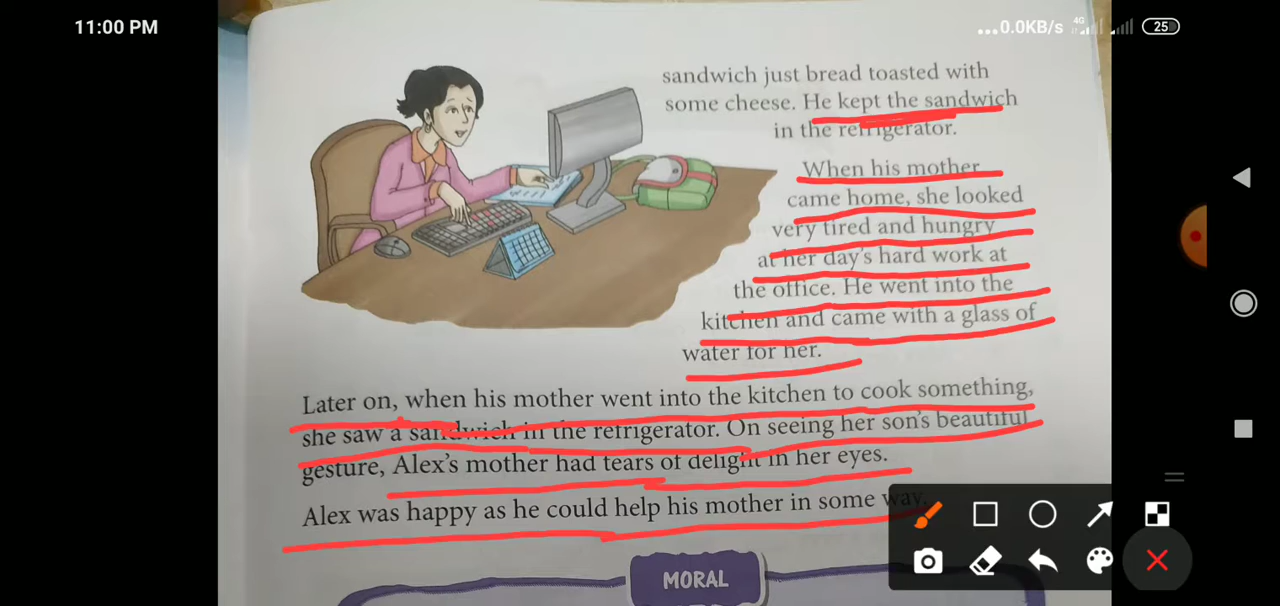 11:00 PM
...0.0KB/s 4G 25
sandwich just bread toasted with
some cheese. He kept the sandwich
in the refrigerator.
When his mother
came home, she looked
very tired and hungry
at her day's hard work at
the office. He went into the
kitchen and came with a glass of
water for her.
Later on, when his mother went into the kitchen to cook something,
she saw a sandwich in the refrigerator. On seeing her son's beautiful
gesture, Alex's mother had tears of delight in her eyes.
Alex was happy as he could help his mother in some way.
MORAL